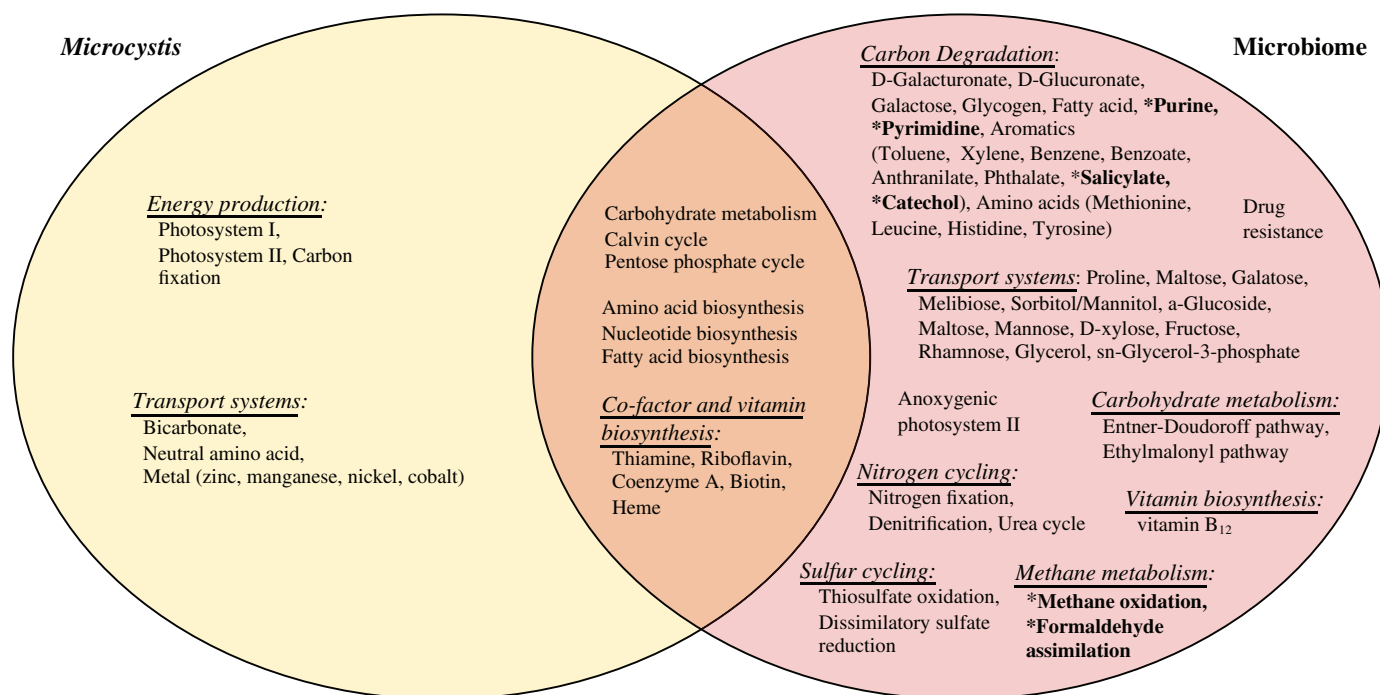 Microcystis
Microbiome
Energy production:
Photosystem I,
Photosystem II, Carbon
fixation
Transport systems:
Bicarbonate,
Neutral amino acid,
Metal (zinc, manganese, nickel, cobalt)
Carbohydrate metabolism
Calvin cycle
Pentose phosphate cycle
Amino acid biosynthesis
Nucleotide biosynthesis
Fatty acid biosynthesis
Co-factor and vitamin
biosynthesis:
Thiamine, Riboflavin,
Coenzyme A, Biotin,
Heme
Carbon Degradation:
D-Galacturonate, D-Glucuronate,
Galactose, Glycogen, Fatty acid, *Purine,
*Pyrimidine, Aromatics
(Toluene, Xylene, Benzene, Benzoate,
Anthranilate, Phthalate, *Salicylate,
*Catechol), Amino acids (Methionine,
Leucine, Histidine, Tyrosine)
Drug
resistance
Transport systems: Proline, Maltose, Galatose,
Melibiose, Sorbitol/Mannitol, a-Glucoside,
Maltose, Mannose, D-xylose, Fructose,
Rhamnose, Glycerol, sn-Glycerol-3-phosphate
Anoxygenic
photosystem II
Carbohydrate metabolism:
Entner-Doudoroff pathway,
Ethylmalonyl pathway
Nitrogen cycling:
Nitrogen fixation,
Denitrification, Urea cycle
Vitamin biosynthesis:
vitamin B12
Sulfur cycling:
Thiosulfate oxidation,
Dissimilatory sulfate
reduction
Methane metabolism:
*Methane oxidation,
*Formaldehyde
assimilation